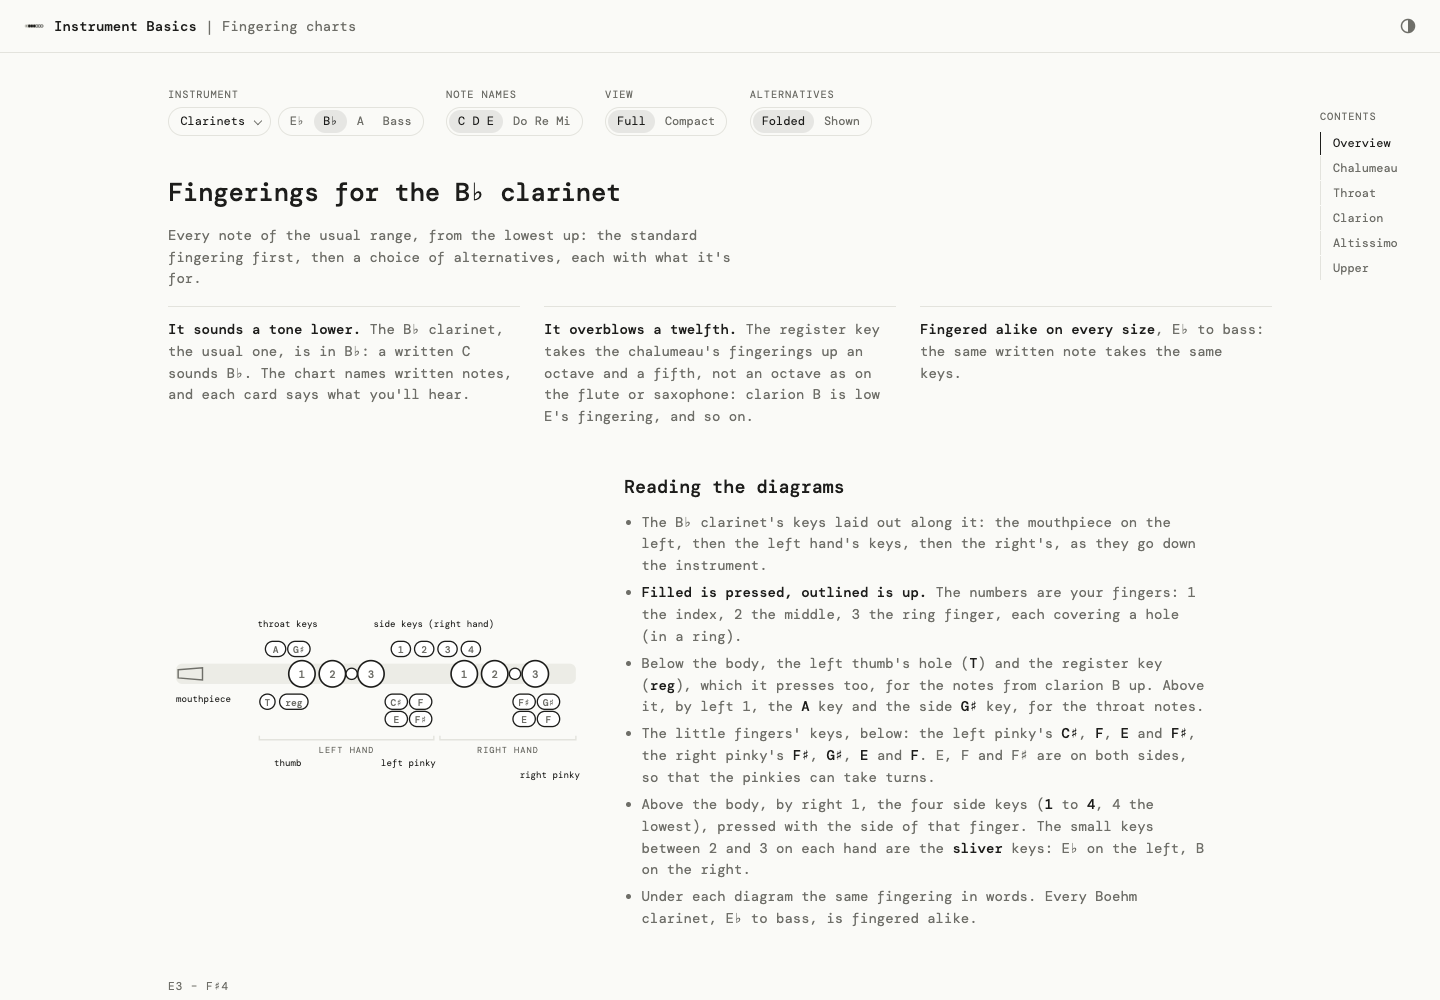 Instrument Basics | Fingering charts
INSTRUMENT
Clarinets
E♭ B♭ A Bass
NOTE NAMES
C D E Do Re Mi
VIEW
Full Compact
ALTERNATIVES
Folded Shown
CONTENTS
Overview
Chalumeau
Throat
Clarion
Altissimo
Upper
Fingerings for the B♭ clarinet
Every note of the usual range, from the lowest up: the standard
fingering first, then a choice of alternatives, each with what it's
for.
It sounds a tone lower. The B♭ clarinet,
the usual one, is in B♭: a written C
sounds B♭. The chart names written notes,
and each card says what you'll hear.
It overblows a twelfth. The register key
takes the chalumeau's fingerings up an
octave and a fifth, not an octave as on
the flute or saxophone: clarion B is low
E's fingering, and so on.
Fingered alike on every size, E♭ to bass:
the same written note takes the same
keys.
throat keys
side keys (right hand)
A G♯ 1 2 3 4
1 2 3 1 2 3
mouthpiece
T reg C♯ F F♯ G♯
E F♯ E F
LEFT HAND RIGHT HAND
thumb left pinky
right pinky
Reading the diagrams
The B♭ clarinet's keys laid out along it: the mouthpiece on the
left, then the left hand's keys, then the right's, as they go down
the instrument.
Filled is pressed, outlined is up. The numbers are your fingers: 1
the index, 2 the middle, 3 the ring finger, each covering a hole
(in a ring).
Below the body, the left thumb's hole (T) and the register key
(reg), which it presses too, for the notes from clarion B up. Above
it, by left 1, the A key and the side G♯ key, for the throat notes.
The little fingers' keys, below: the left pinky's C♯, F, E and F♯,
the right pinky's F♯, G♯, E and F. E, F and F♯ are on both sides,
so that the pinkies can take turns.
Above the body, by right 1, the four side keys (1 to 4, 4 the
lowest), pressed with the side of that finger. The small keys
between 2 and 3 on each hand are the sliver keys: E♭ on the left, B
on the right.
Under each diagram the same fingering in words. Every Boehm
clarinet, E♭ to bass, is fingered alike.
E3 – F♯4